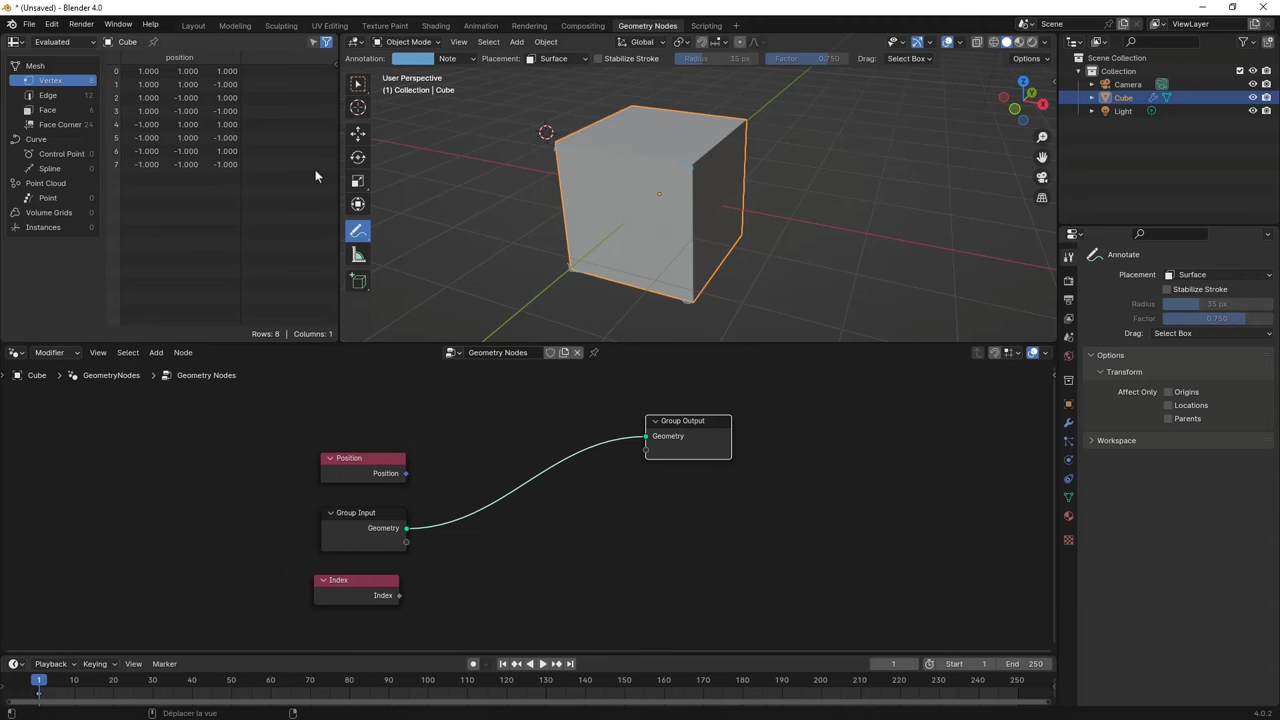 * (Unsaved) - Blender 4.0
File Edit Render Window Help Layout Modeling Sculpting UV Editing Texture Paint Shading Animation Rendering Compositing Geometry Nodes Scripting Scene ViewLayer
Evaluated Cube
Object Mode View Select Add Object Global
Annotation: Note Placement: Surface Stabilize Stroke Radius 35 px Factor 0.750 Drag: Select Box Options
position
Mesh
Vertex 8
Edge 12
Face 6
Face Corner 24
Curve
Control Point 0
Spline 0
Point Cloud
Point 0
Volume Grids 0
Instances 0
0 1.000 1.000 1.000
1 1.000 1.000 -1.000
2 1.000 -1.000 1.000
3 1.000 -1.000 -1.000
4 -1.000 1.000 1.000
5 -1.000 1.000 -1.000
6 -1.000 -1.000 1.000
7 -1.000 -1.000 -1.000
Rows: 8 | Columns: 1
User Perspective
(1) Collection | Cube
Z
Y
X
Scene Collection
Collection
Camera
Cube
Light
Annotate
Placement Surface
Stabilize Stroke
Radius 35 px
Factor 0.750
Drag: Select Box
Options
Transform
Affect Only Origins
Locations
Parents
Workspace
Modifier View Select Add Node Geometry Nodes
Cube > GeometryNodes > Geometry Nodes
Group Output
Geometry
Position
Position
Group Input
Geometry
Index
Index
Playback Keying View Marker 1 Start 1 End 250
1 10 20 30 40 50 60 70 80 90 100 110 120 130 140 150 160 170 180 190 200 210 220 230 240 250
Déplacer la vue 4.0.2